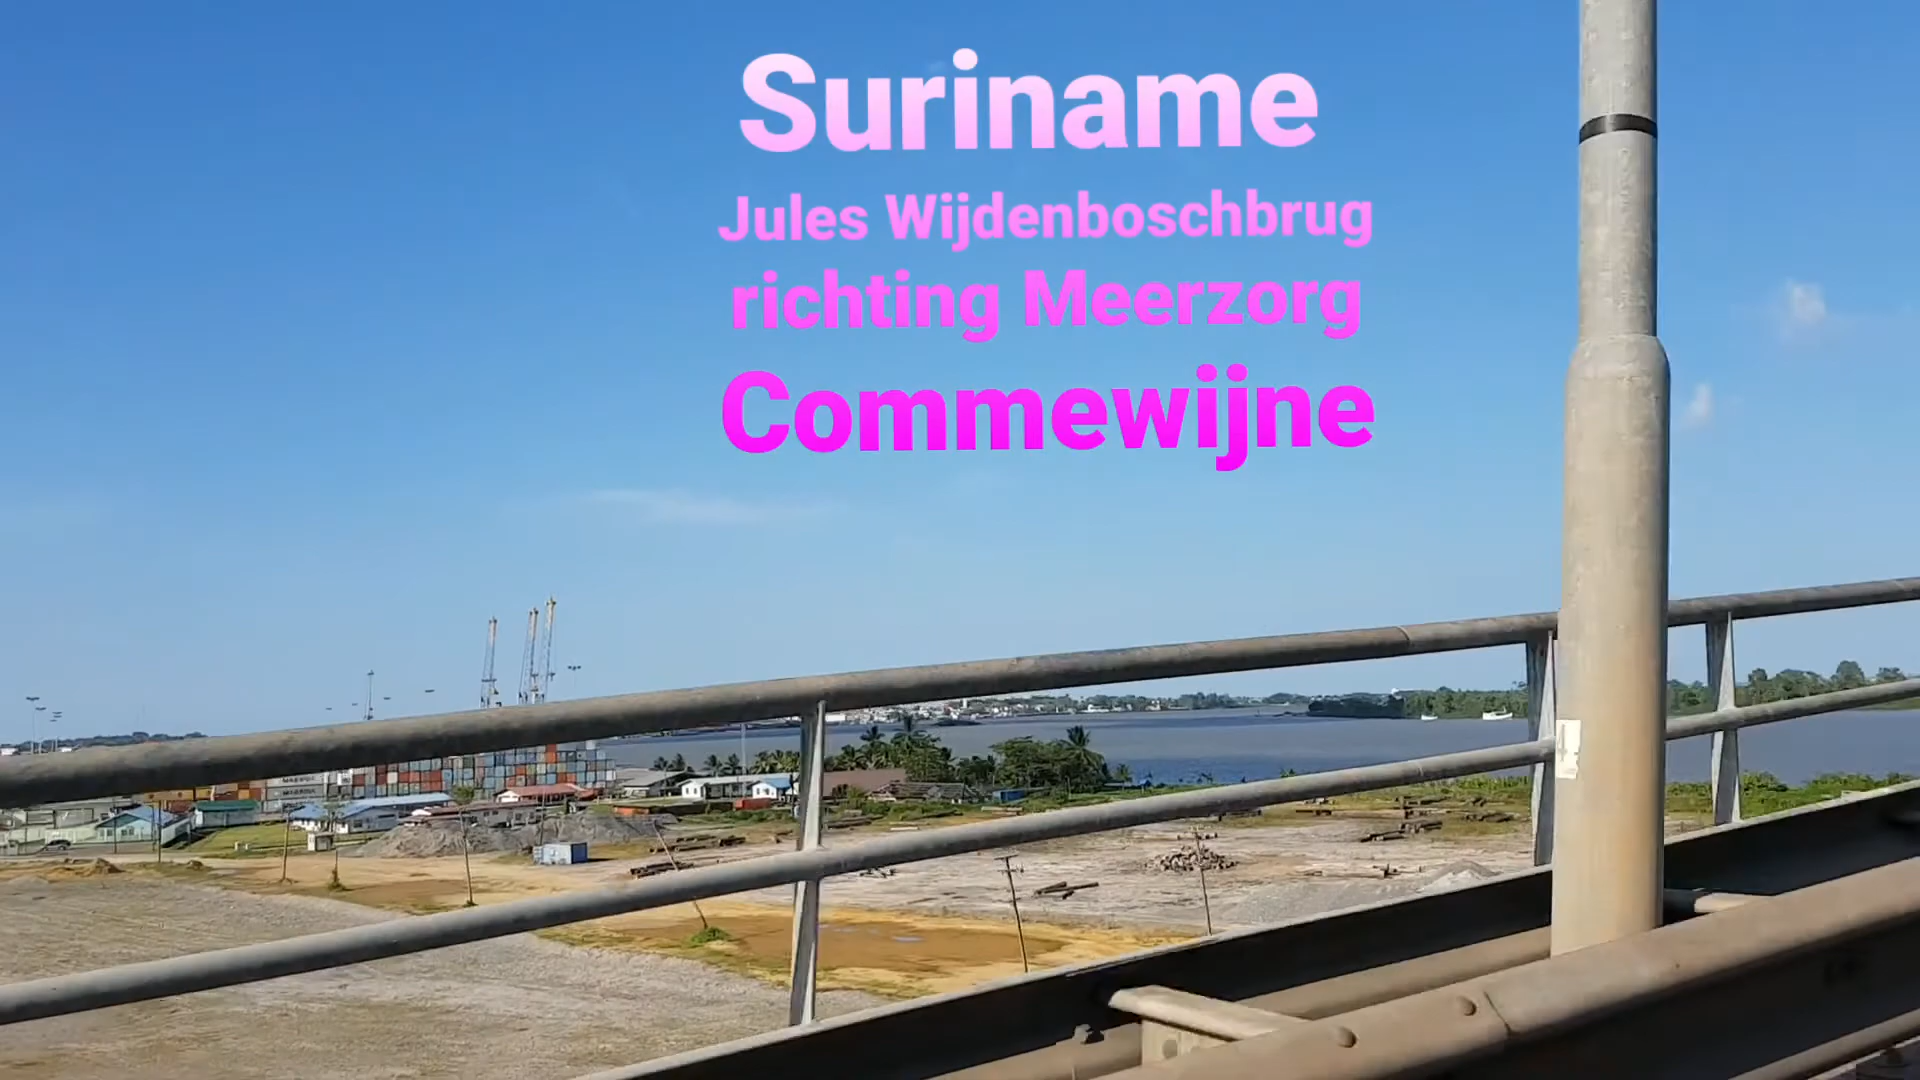 Suriname
Jules Wijdenboschbrug
richting Meerzorg
Commewijne